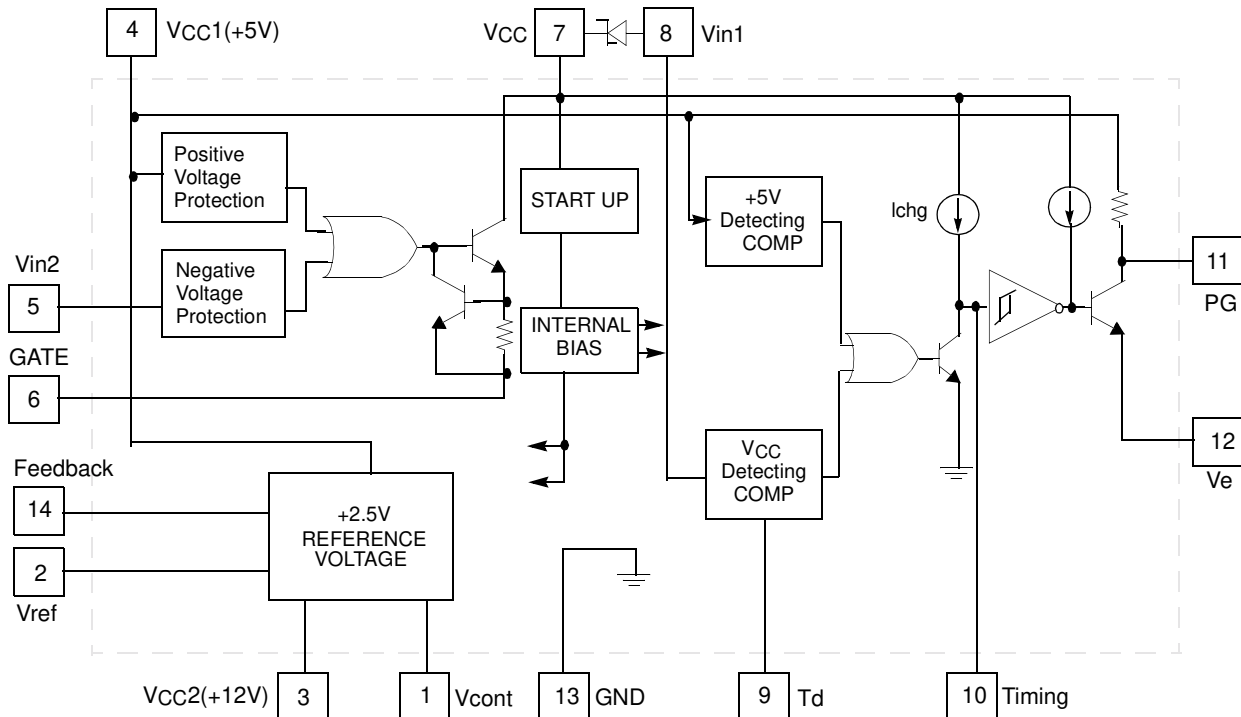 4
VCC1(+5V)
VCC
7
8
Vin1
Positive
Voltage
Protection
START UP
+5V
Detecting
COMP
Ichg
Vin2
5
Negative
Voltage
Protection
11
PG
GATE
6
INTERNAL
BIAS
12
Ve
Feedback
14
+2.5V
REFERENCE
VOLTAGE
VCC
Detecting
COMP
2
Vref
VCC2(+12V)
3
1
Vcont
13
GND
9
Td
10
Timing